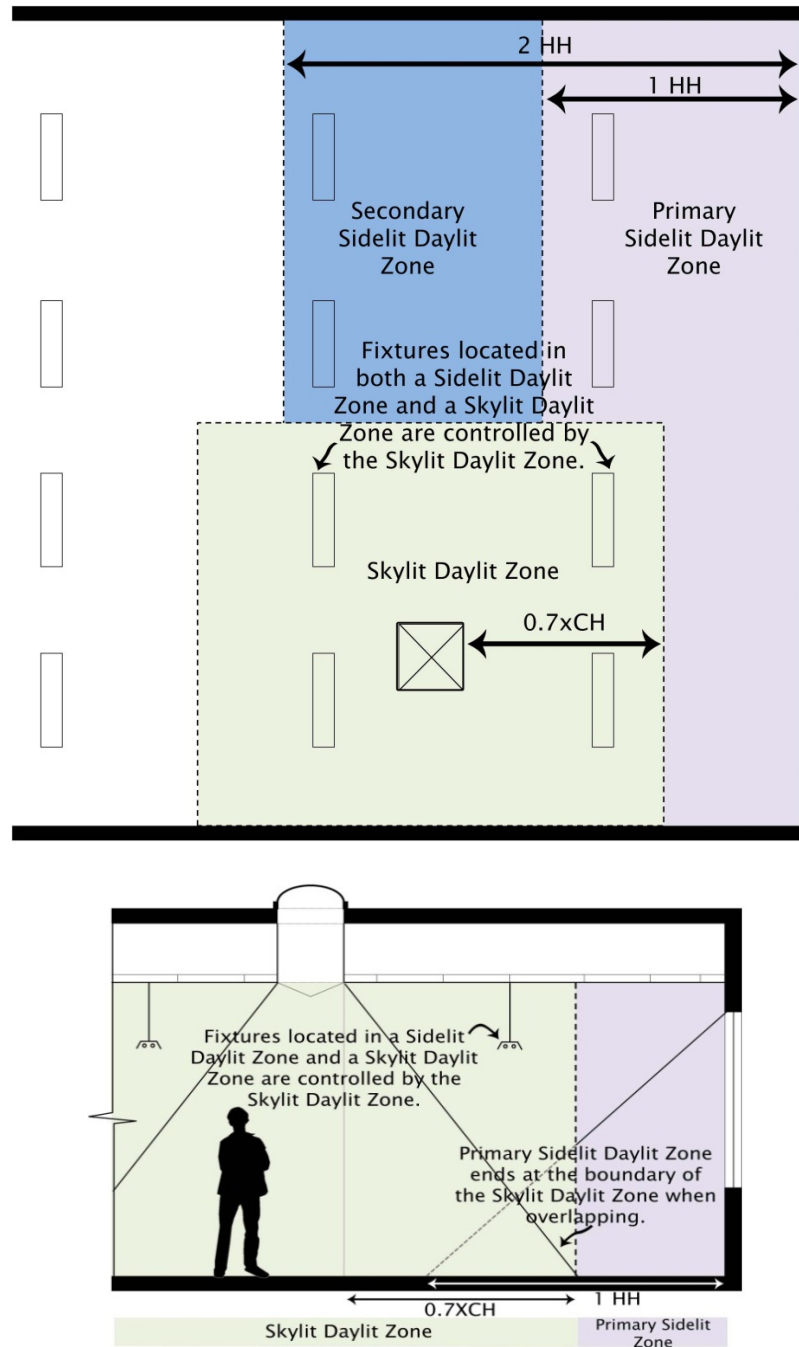 2 HH
1 HH
Secondary
Sidelit Daylit
Zone
Primary
Sidelit Daylit
Zone
Fixtures located in
both a Sidelit Daylit
Zone and a Skylit Daylit
Zone are controlled by
the Skylit Daylit Zone.
Skylit Daylit Zone
0.7xCH
Fixtures located in a Sidelit
Daylit Zone and a Skylit Daylit
Zone are controlled by the
Skylit Daylit Zone.
Primary Sidelit Daylit Zone
ends at the boundary of
the Skylit Daylit Zone when
overlapping.
1 HH
0.7XCH
Skylit Daylit Zone
Primary Sidelit
Zone